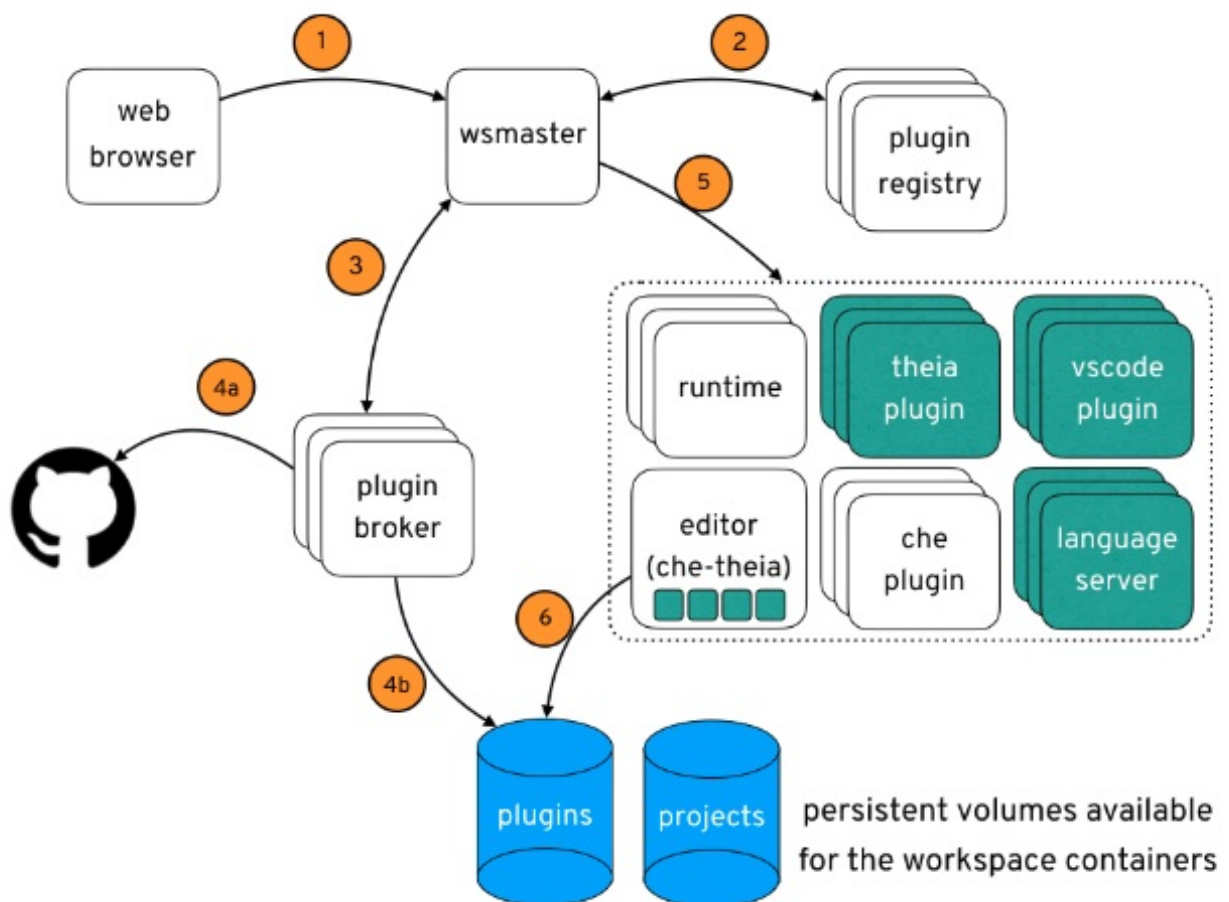 1
2
web
browser
wsmaster
plugin
registry
5
3
runtime
theia
plugin
vscode
plugin
4a
plugin
broker
editor
(che-theia)
che
plugin
language
server
6
4b
plugins
projects
persistent volumes available
for the workspace containers